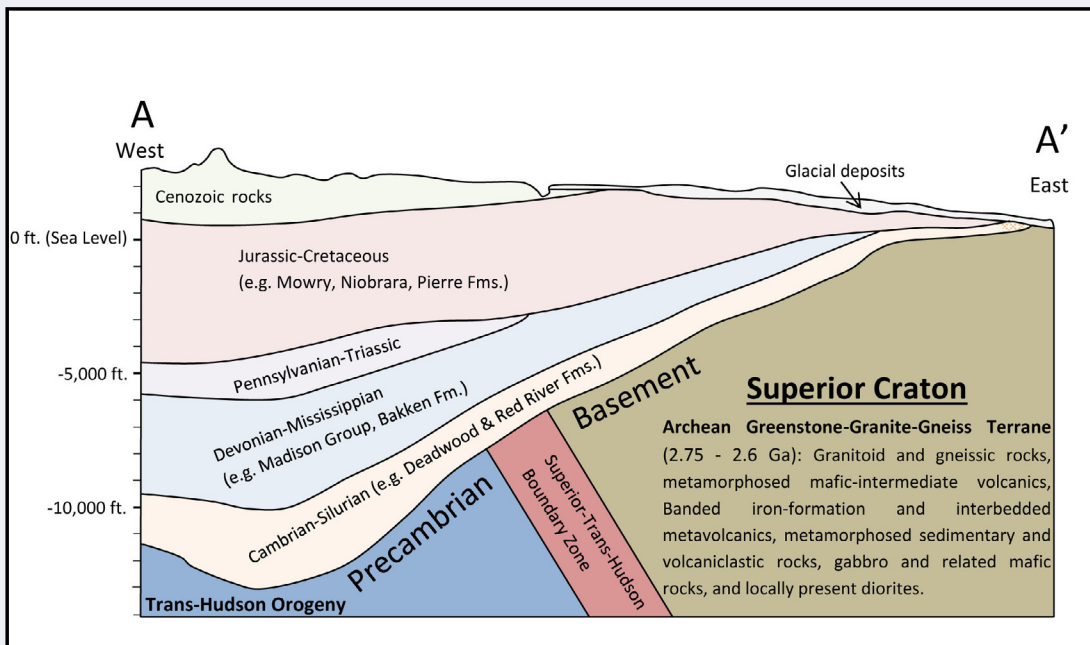 A
West
A’
East
Glacial deposits
Cenozoic rocks
0 ft. (Sea Level)
Jurassic-Cretaceous
(e.g. Mowry, Niobrara, Pierre Fms.)
-5,000 ft.
Pennsylvanian-Triassic
Devonian-Mississippian
(e.g. Madison Group, Bakken Fm.)
-10,000 ft.
Cambrian-Silurian (e.g. Deadwood & Red River Fms.)
Precambrian
Basement
Trans-Hudson Orogeny
Superior-Trans-Hudson
Boundary Zone
Superior Craton
Archean Greenstone-Granite-Gneiss Terrane
(2.75 - 2.6 Ga): Granitoid and gneissic rocks,
metamorphosed mafic-intermediate volcanics,
Banded iron-formation and interbedded
metavolcanics, metamorphosed sedimentary and
volcaniclastic rocks, gabbro and related mafic
rocks, and locally present diorites.